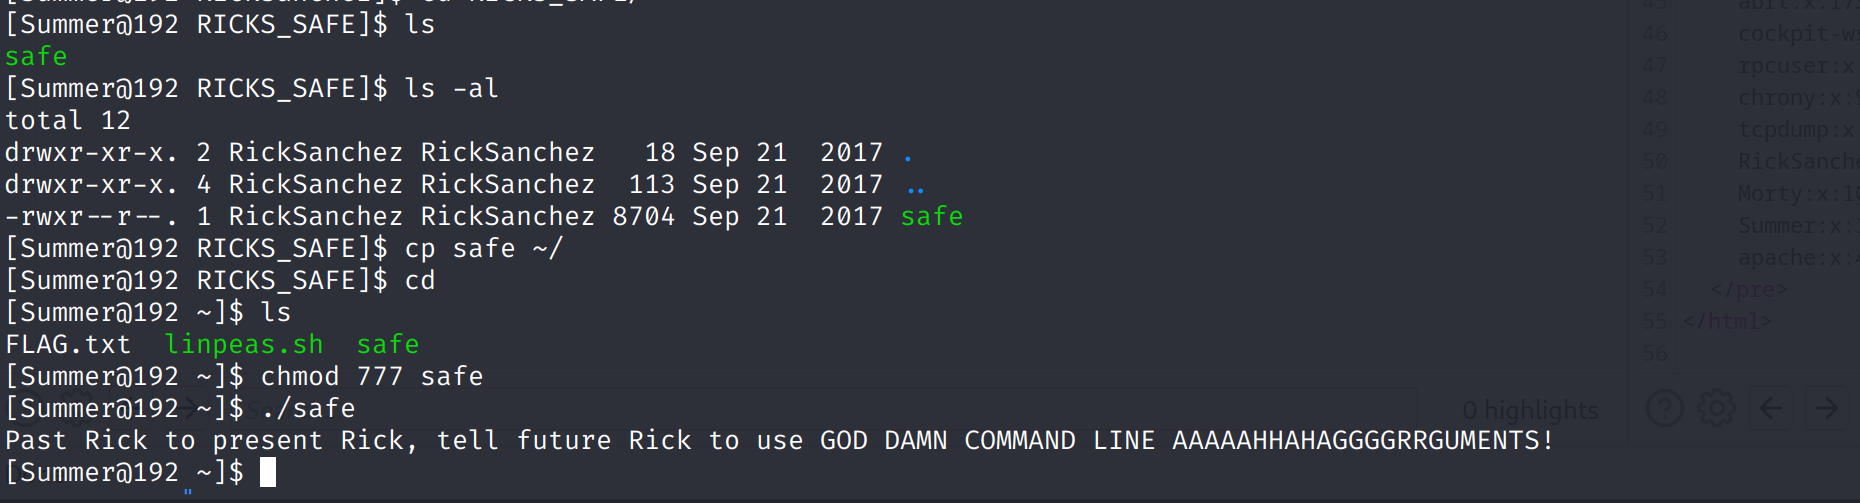 [Summer@192 RICKS_SAFE]$ ls
safe
[Summer@192 RICKS_SAFE]$ ls -al
total 12
drwxr-xr-x. 2 RickSanchez RickSanchez   18 Sep 21  2017 .
drwxr-xr-x. 4 RickSanchez RickSanchez  113 Sep 21  2017 ..
-rwxr--r--. 1 RickSanchez RickSanchez 8704 Sep 21  2017 safe
[Summer@192 RICKS_SAFE]$ cp safe ~/
[Summer@192 RICKS_SAFE]$ cd
[Summer@192 ~]$ ls
FLAG.txt  linpeas.sh  safe
[Summer@192 ~]$ chmod 777 safe
[Summer@192 ~]$ ./safe
Past Rick to present Rick, tell future Rick to use GOD DAMN COMMAND LINE AAAAAHHAHAGGGGRRGUMENTS!
[Summer@192 ~]$
46 cockpit-ws
47 rpcuser:x
48 chrony:x:
49 tcpdump:x
50 RickSanche
51 Morty:x:10
52 Summer:x:
53 apache:x:4
54 </pre>
55 </html>
56
0 highlights